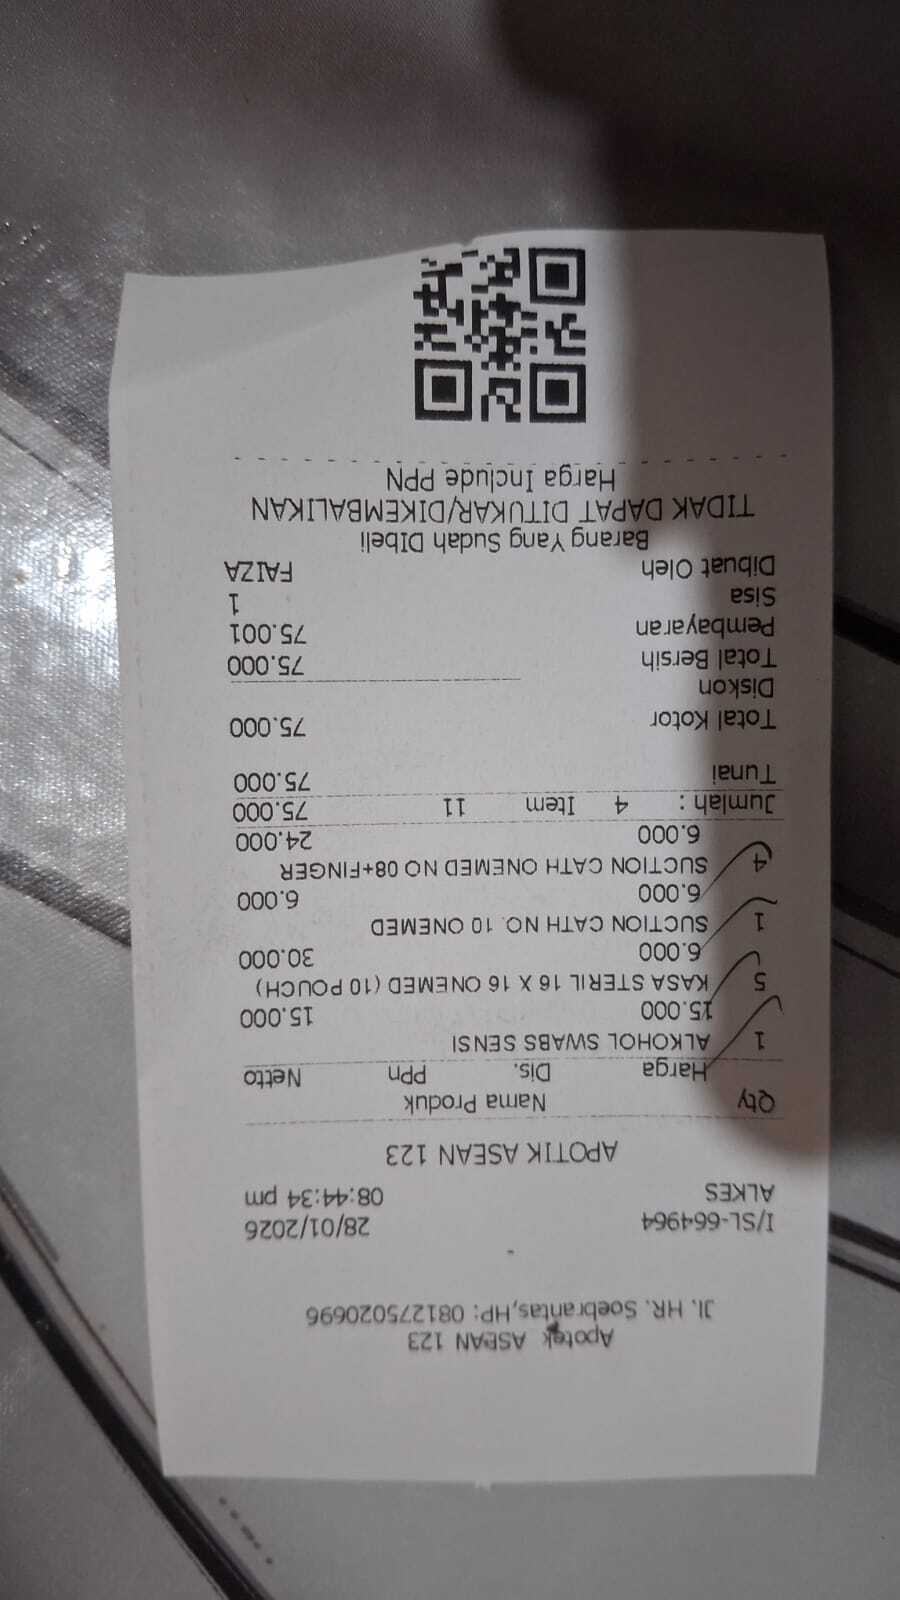 Apotek ASEAN 123
Jl. HR. Soebrantas,HP: 081275020696
I/SL-664964 28/01/2026
ALKES 08:44:34 pm
APOTIK ASEAN 123
Qty Nama Produk
Harga Dis. PPn Netto
1 ALKOHOL SWABS SENSI
15.000 15.000
5 KASA STERIL 16 X 16 ONEMED (10 POUCH)
6.000 30.000
1 SUCTION CATH NO. 10 ONEMED
6.000 6.000
4 SUCTION CATH ONEMED NO 08+FINGER
6.000 24.000
Jumlah : 4 Item 11 75.000
Tunai 75.000
Total Kotor 75.000
Diskon
Total Bersih 75.000
Pembayaran 75.001
Sisa 1
Dibuat Oleh FAIZA
Barang Yang Sudah DIbeli
TIDAK DAPAT DITUKAR/DIKEMBALIKAN
Harga Include PPN